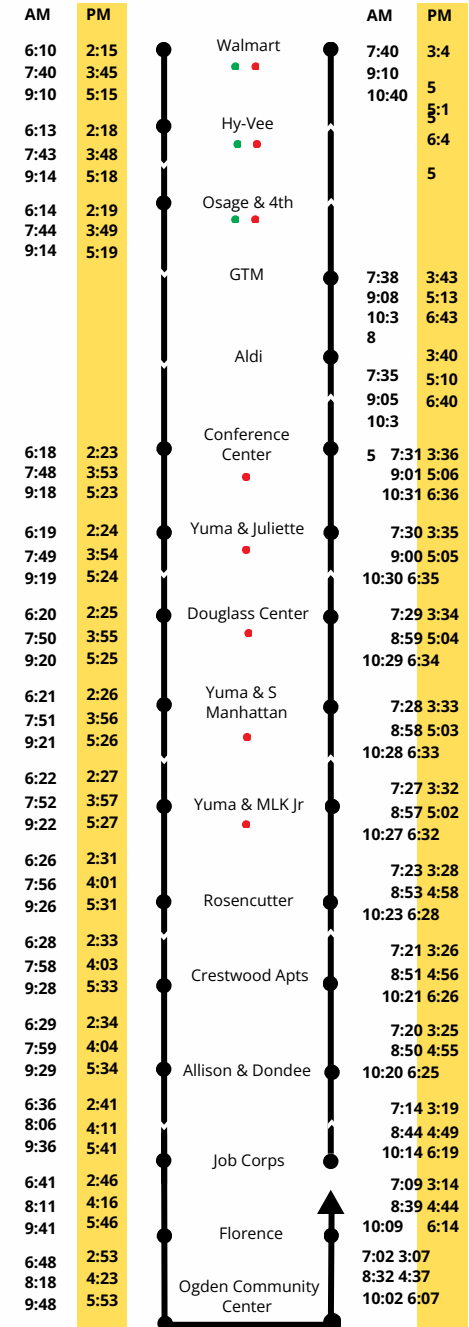 AM PM AM PM
6:10 2:15 Walmart 7:40 3:4
7:40 3:45 9:10
9:10 5:15 10:40 5
5:1
5
6:13 2:18 Hy-Vee 6:4
7:43 3:48
9:14 5:18 5
6:14 2:19 Osage & 4th
7:44 3:49
9:14 5:19
GTM 7:38 3:43
9:08 5:13
10:3 6:43
8
Aldi 3:40
7:35 5:10
9:05 6:40
10:3
Conference
6:18 2:23 Center 5 7:31 3:36
7:48 3:53 9:01 5:06
9:18 5:23 10:31 6:36
6:19 2:24 Yuma & Juliette 7:30 3:35
7:49 3:54 9:00 5:05
9:19 5:24 10:30 6:35
6:20 2:25 Douglass Center 7:29 3:34
7:50 3:55 8:59 5:04
9:20 5:25 10:29 6:34
6:21 2:26 Yuma & S 7:28 3:33
7:51 3:56 Manhattan 8:58 5:03
9:21 5:26 10:28 6:33
6:22 2:27 7:27 3:32
7:52 3:57 Yuma & MLK Jr 8:57 5:02
9:22 5:27 10:27 6:32
6:26 2:31 7:23 3:28
7:56 4:01 Rosencutter 8:53 4:58
9:26 5:31 10:23 6:28
6:28 2:33 7:21 3:26
7:58 4:03 Crestwood Apts 8:51 4:56
9:28 5:33 10:21 6:26
6:29 2:34 7:20 3:25
7:59 4:04 8:50 4:55
9:29 5:34 Allison & Dondee 10:20 6:25
6:36 2:41 7:14 3:19
8:06 4:11 8:44 4:49
9:36 5:41 Job Corps 10:14 6:19
6:41 2:46 7:09 3:14
8:11 4:16 8:39 4:44
9:41 5:46 Florence 10:09 6:14
6:48 2:53 7:02 3:07
8:18 4:23 Ogden Community 8:32 4:37
9:48 5:53 Center 10:02 6:07